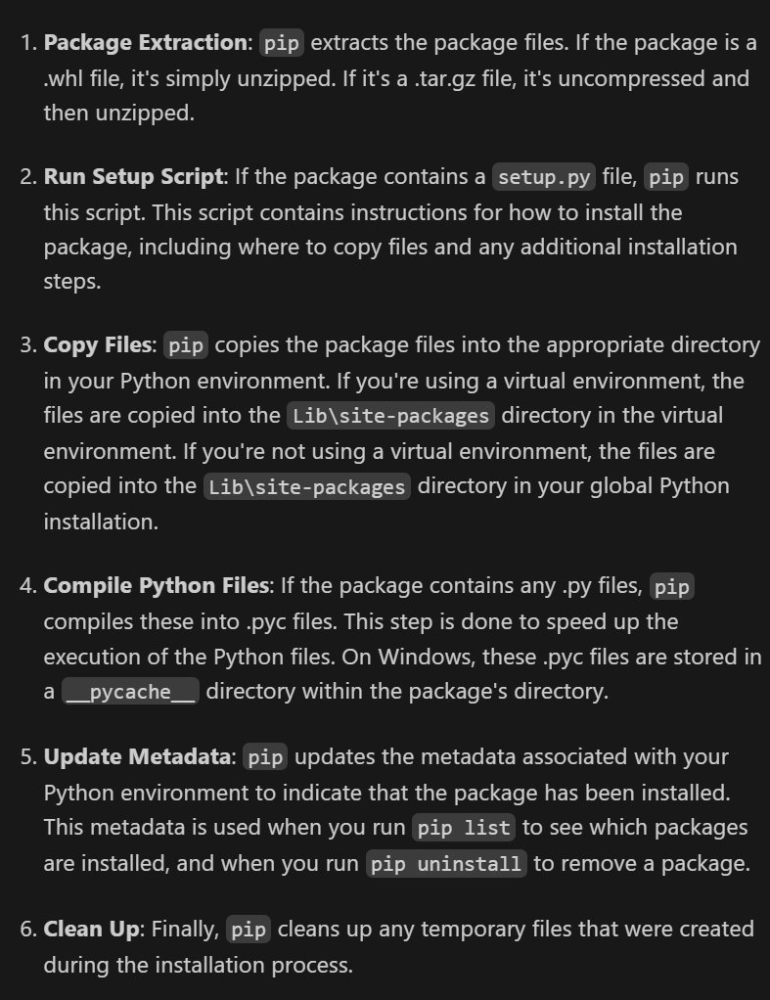 1. Package Extraction: pip extracts the package files. If the package is a
.whl file, it's simply unzipped. If it's a .tar.gz file, it's uncompressed and
then unzipped.
2. Run Setup Script: If the package contains a setup.py file, pip runs
this script. This script contains instructions for how to install the
package, including where to copy files and any additional installation
steps.
3. Copy Files: pip copies the package files into the appropriate directory
in your Python environment. If you're using a virtual environment, the
files are copied into the Lib\site-packages directory in the virtual
environment. If you're not using a virtual environment, the files are
copied into the Lib\site-packages directory in your global Python
installation.
4. Compile Python Files: If the package contains any .py files, pip
compiles these into .pyc files. This step is done to speed up the
execution of the Python files. On Windows, these .pyc files are stored in
a __pycache__ directory within the package's directory.
5. Update Metadata: pip updates the metadata associated with your
Python environment to indicate that the package has been installed.
This metadata is used when you run pip list to see which packages
are installed, and when you run pip uninstall to remove a package.
6. Clean Up: Finally, pip cleans up any temporary files that were created
during the installation process.